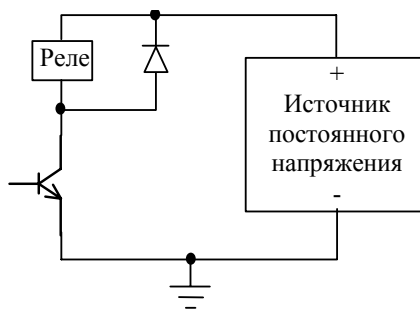 Реле
+
Источник
постоянного
напряжения
-